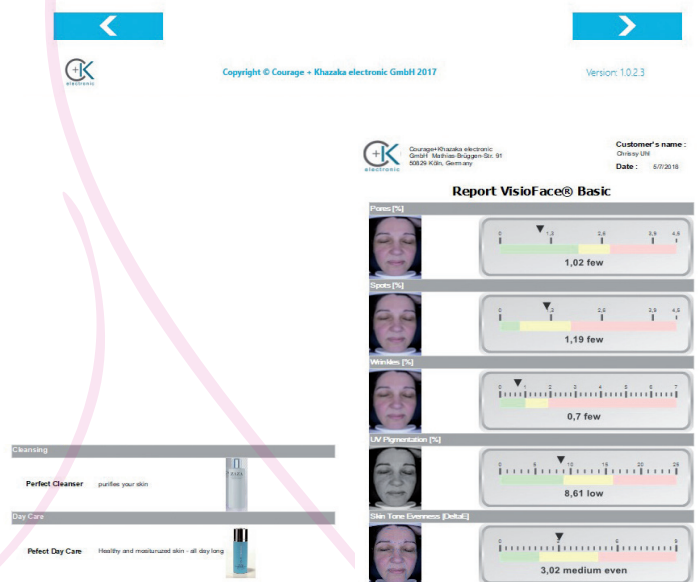 C+K
electronic
Copyright © Courage + Khazaka electronic GmbH 2017
Version: 1.0.2.3
C+K
electronic
Courage+Khazaka electronic
GmbH Mathias-Brüggen-Str. 91
50829 Köln, Germany
Customer's name :
Chrissy Uhl
Date : 5/7/2016
Report VisioFace® Basic
Pores [%]
0 1,3 2,6 3,9 4,5
1,02 few
Spots [%]
0 1,3 2,6 3,9 4,5
1,19 few
Wrinkles [%]
0 1 2 3 4 5 6 7
0,7 few
UV Pigmentation [%]
0 5 10 15 20 25
8,61 low
Skin Tone Evenness [DeltaE]
0 3 6 9
3,02 medium even
Cleansing
Perfect Cleanser purifies your skin
Day Care
Pefect Day Care Healthy and mositurized skin - all day long